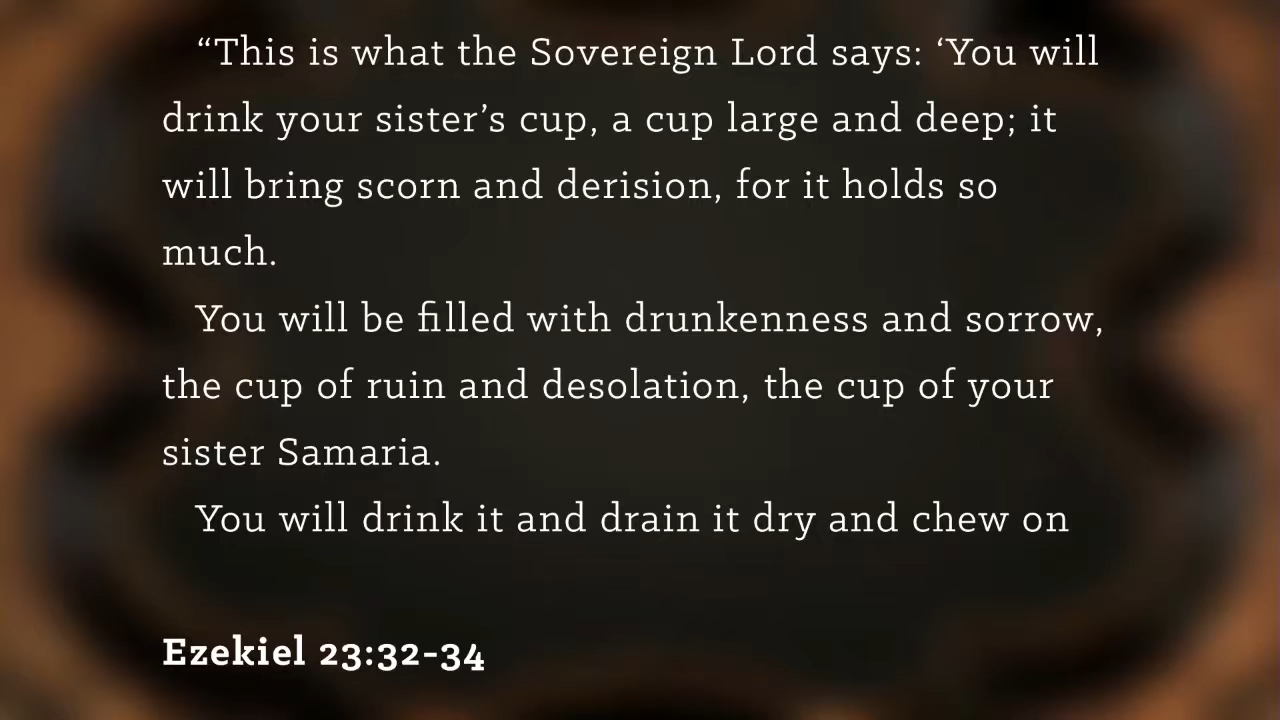 “This is what the Sovereign Lord says: ‘You will
drink your sister’s cup, a cup large and deep; it
will bring scorn and derision, for it holds so
much.
You will be filled with drunkenness and sorrow,
the cup of ruin and desolation, the cup of your
sister Samaria.
You will drink it and drain it dry and chew on
Ezekiel 23:32-34